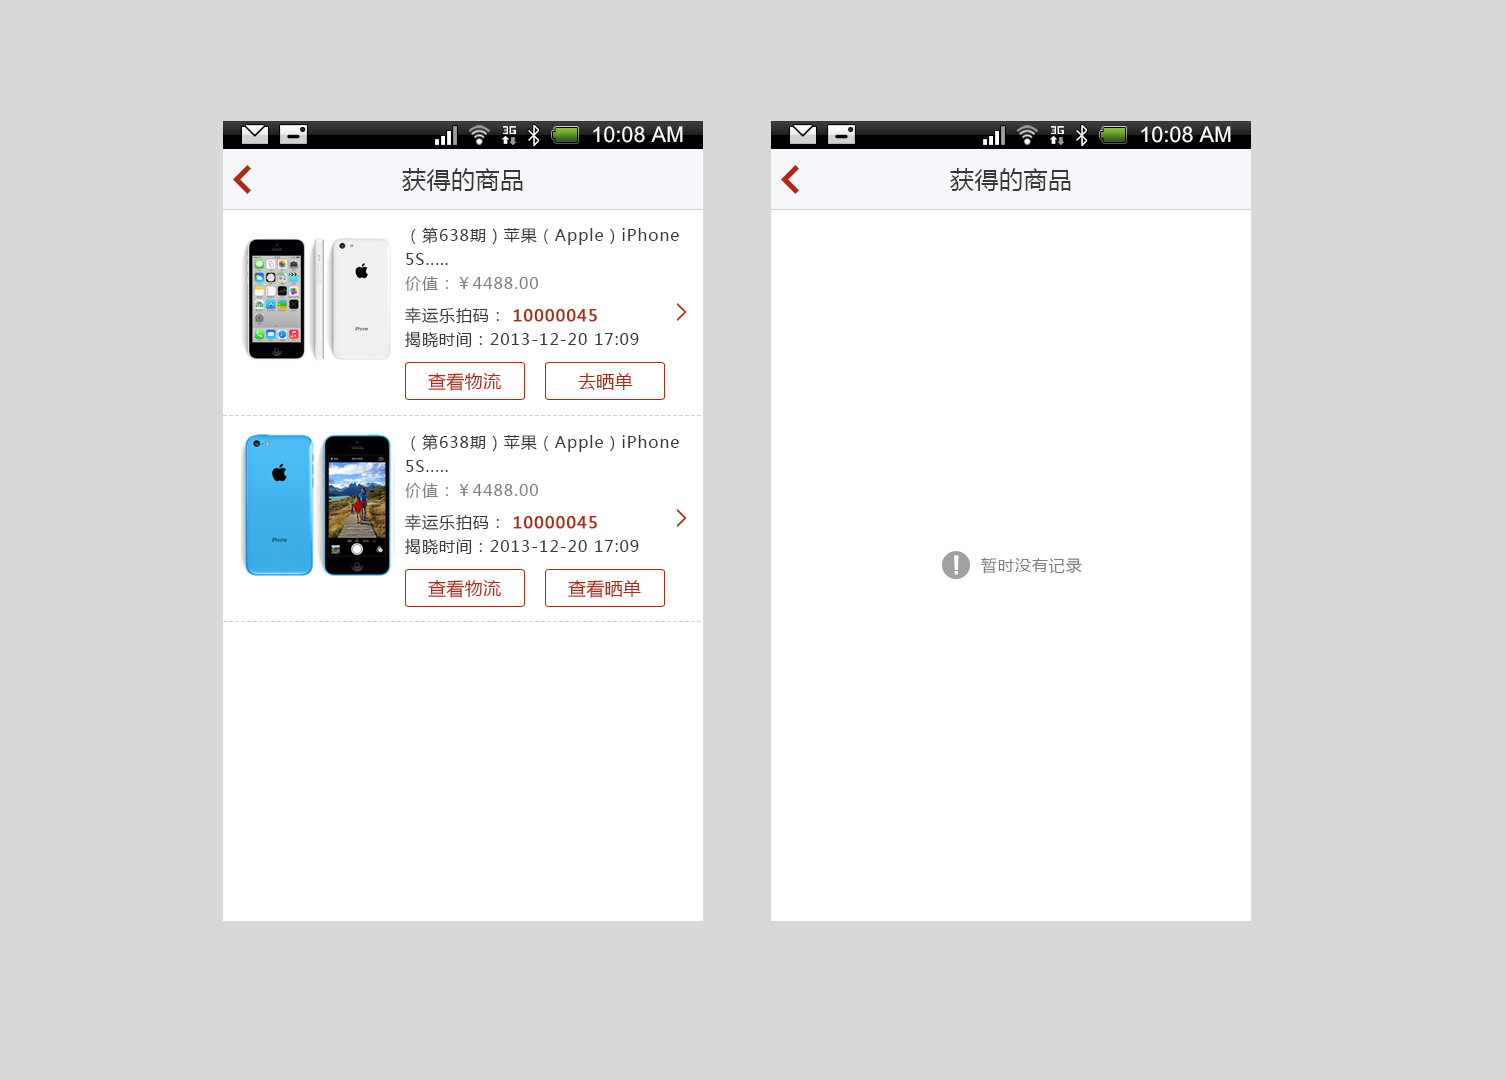 10:08 AM
获得的商品
（第638期）苹果（Apple）iPhone
5S.....
价值：￥4488.00
幸运乐拍码： 10000045
揭晓时间：2013-12-20 17:09
查看物流
去晒单
（第638期）苹果（Apple）iPhone
5S.....
价值：￥4488.00
幸运乐拍码： 10000045
揭晓时间：2013-12-20 17:09
查看物流
查看晒单
3G
iPhone
iPhone
3G
10:08 AM
获得的商品
暂时没有记录